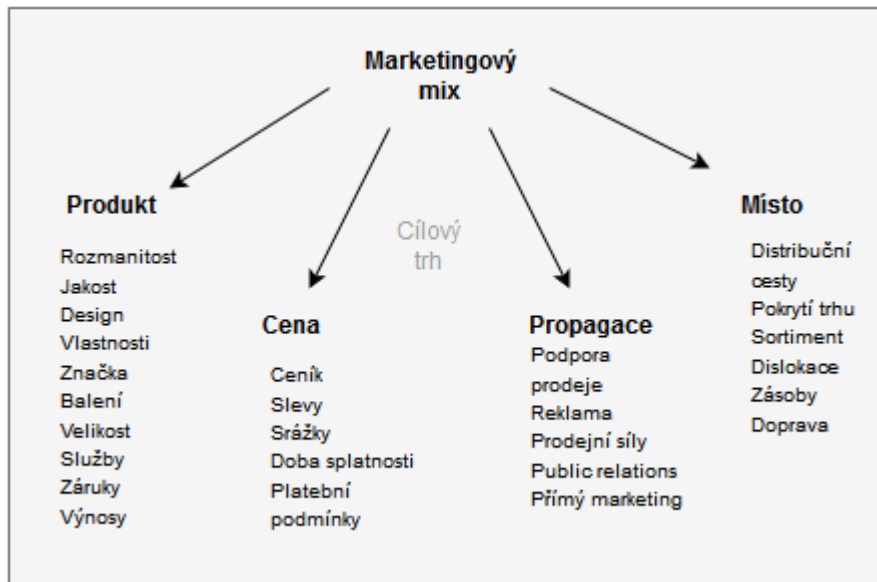 Marketingový
mix
Produkt
Rozmanitost
Jakost
Design
Vlastnosti
Značka
Balení
Velikost
Služby
Záruky
Výnosy
Cílový
trh
Cena
Ceník
Slevy
Srážky
Doba splatnosti
Platební
podmínky
Propagace
Podpora
prodeje
Reklama
Prodejní síly
Public relations
Přímý marketing
Místo
Distribuční
cesty
Pokrytí trhu
Sortiment
Dislokace
Zásoby
Doprava